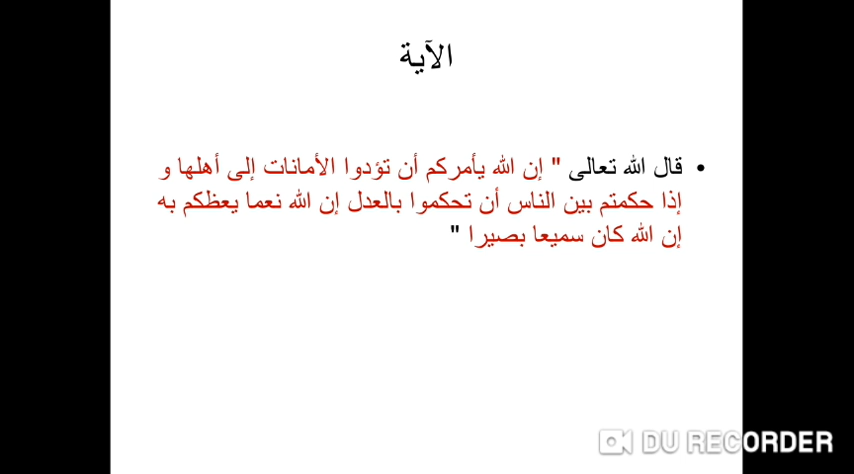 الآية
• قال الله تعالى " إن الله يأمركم أن تؤدوا الأمانات إلى أهلها و
إذا حكمتم بين الناس أن تحكموا بالعدل إن الله نعما يعظكم به
إن الله كان سميعا بصيرا "
DU RECORDER